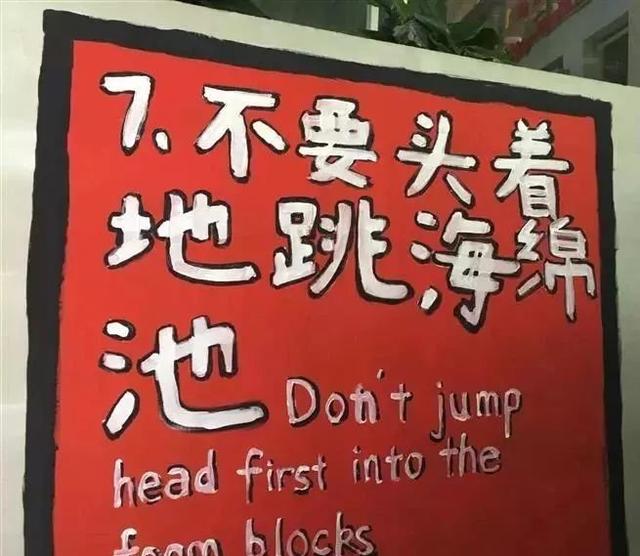 7、不要头着
地跳海绵
池 Don't jump
head first into the
foam blocks